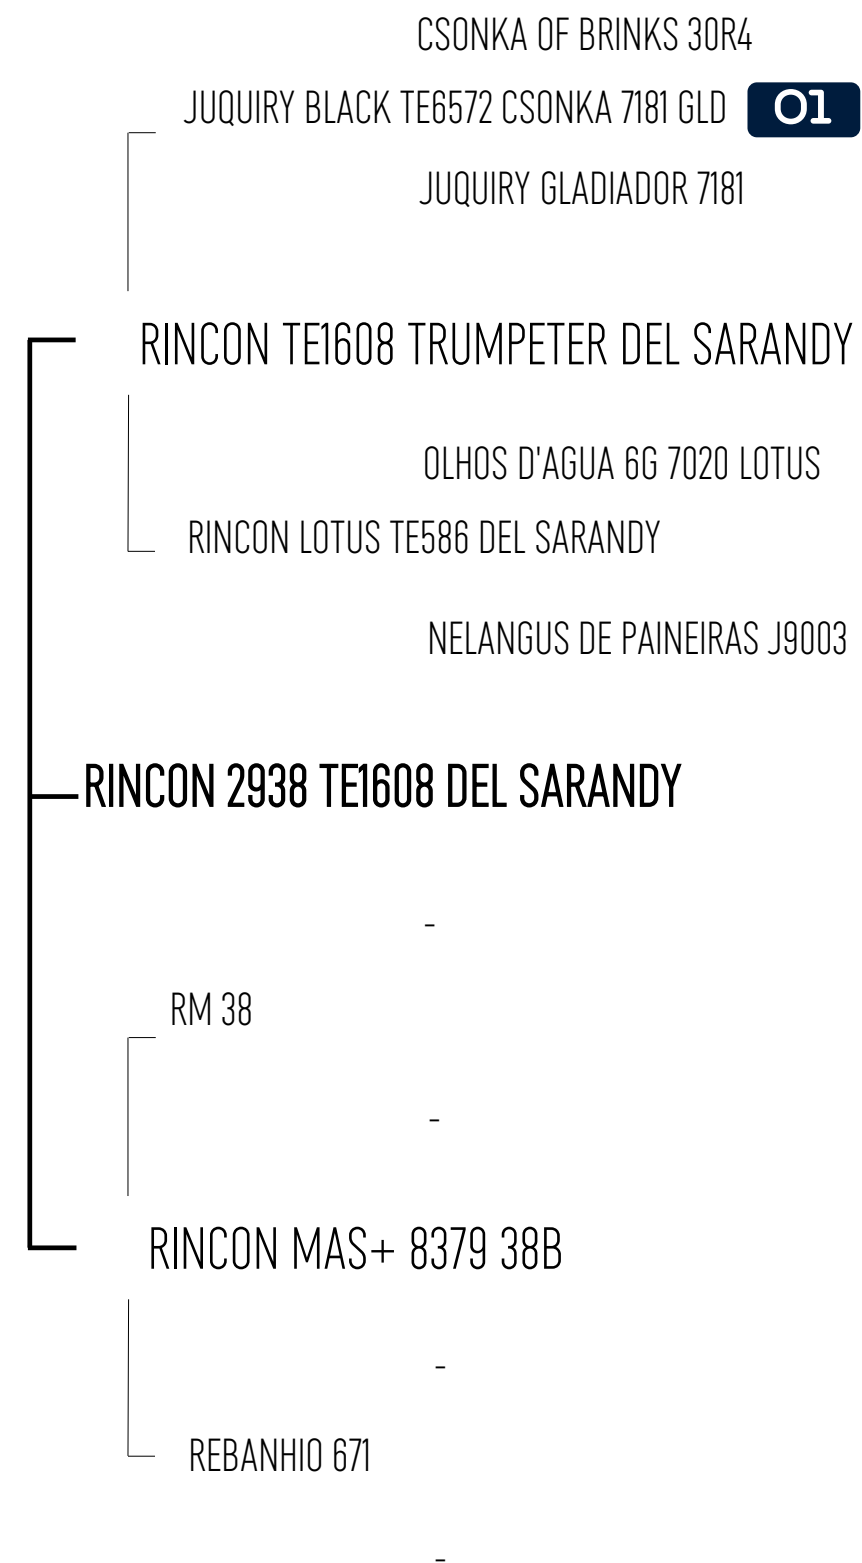 CSONKA OF BRINKS 30R4
JUQUIRY BLACK TE6572 CSONKA 7181 GLD 01
JUQUIRY GLADIADOR 7181
RINCON TE1608 TRUMPETER DEL SARANDY
OLHOS D'AGUA 6G 7020 LOTUS
RINCON LOTUS TE586 DEL SARANDY
NELANGUS DE PAINEIRAS J9003
RINCON 2938 TE1608 DEL SARANDY
-
RM 38
-
RINCON MAS+ 8379 38B
-
REBANHIO 671
-